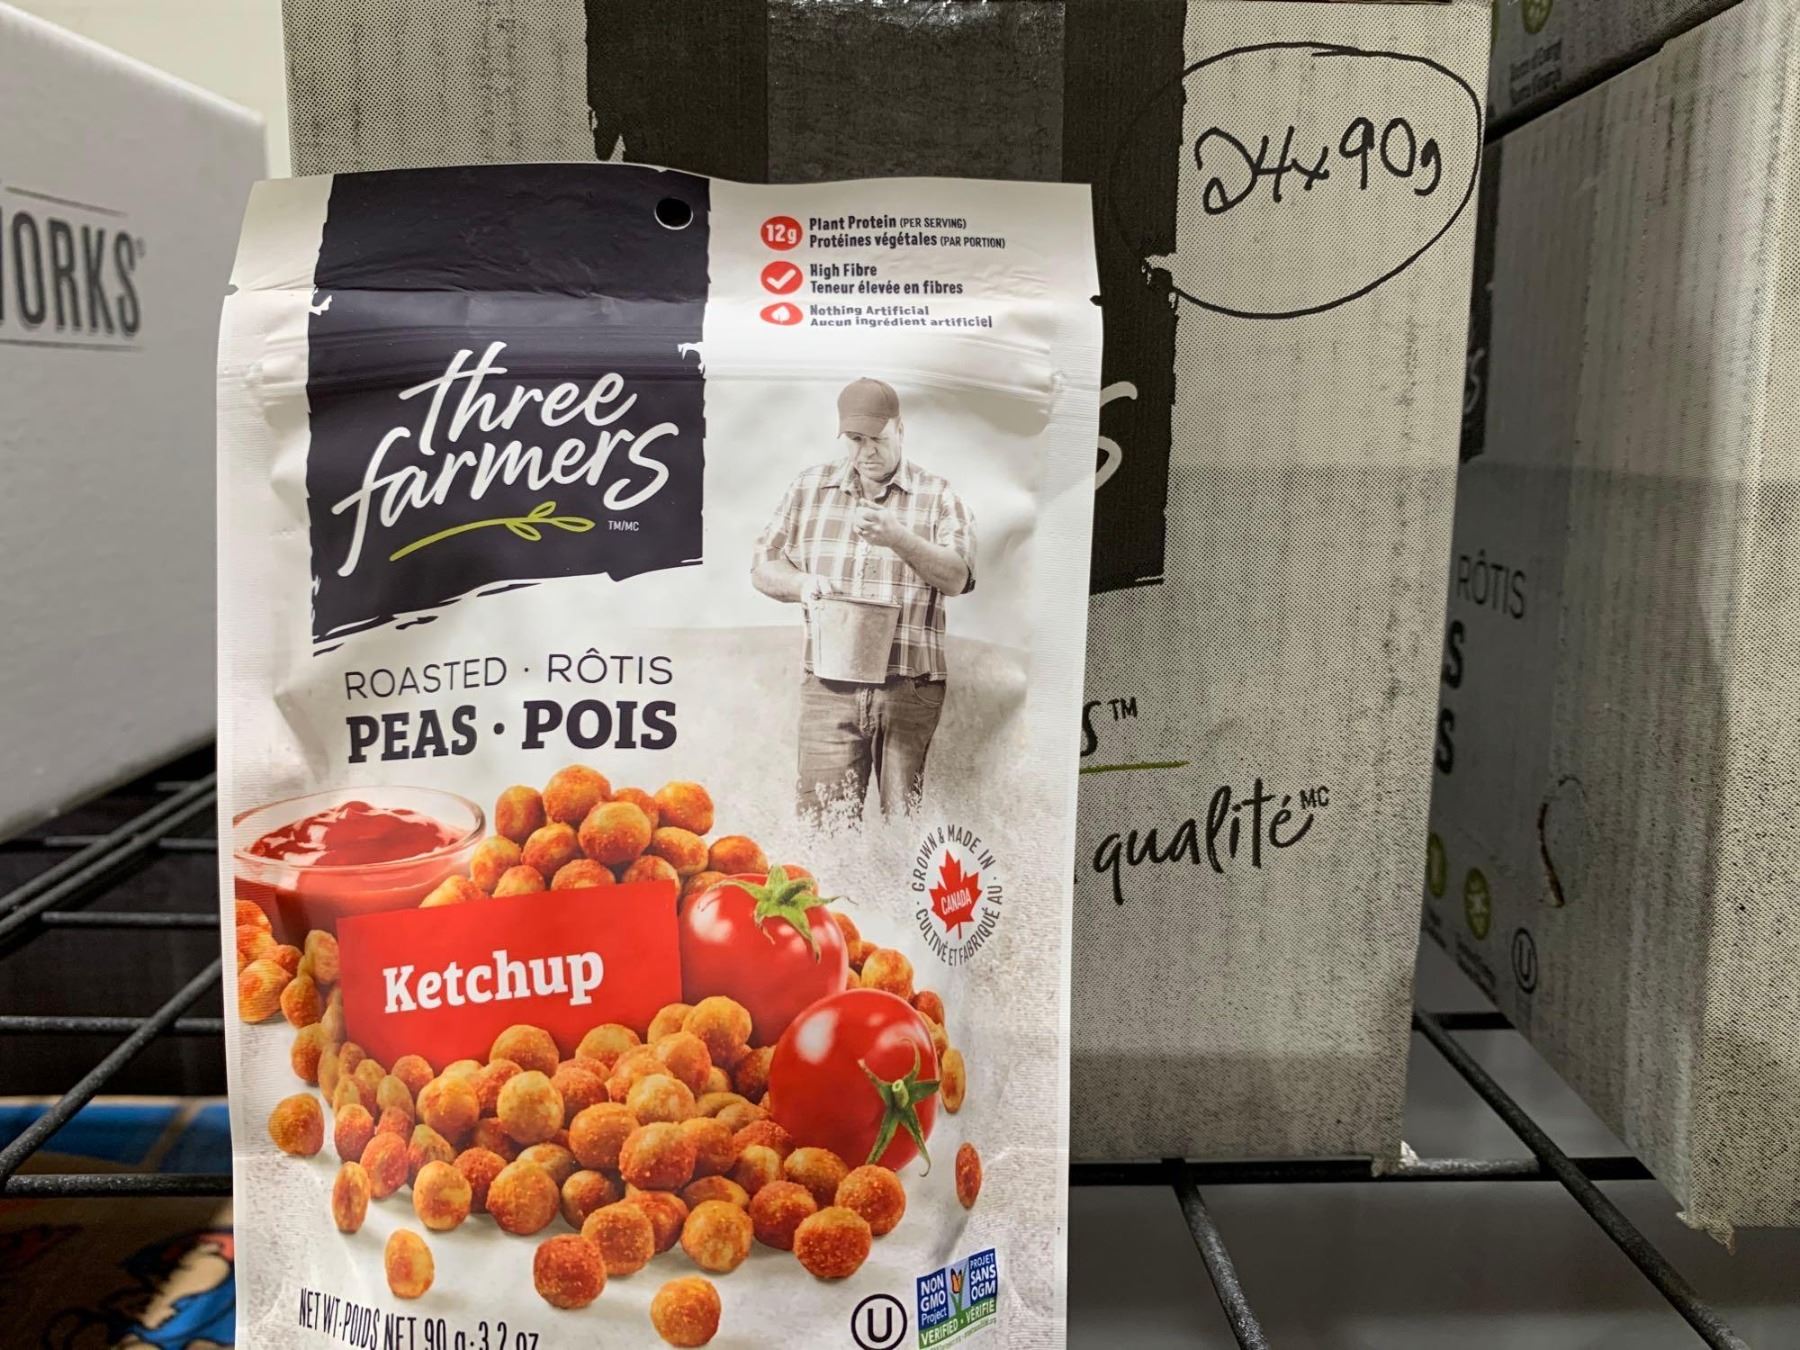 24x90g
12g
Plant Protein (PER SERVING)
Protéines végétales (PAR PORTION)
High Fibre
Teneur élevée en fibres
Nothing Artificial
Aucun ingrédient artificiel
ORKS
three
farmers
TM/MC
ROASTED · RÔTIS
PEAS · POIS
Ketchup
GROWN & MADE IN
CANADA
CULTIVÉ ET FABRIQUÉ AU
NET WT·POIDS NET 90 g·3.2 oz
U
NON GMO Project
PROJET SANS OGM
VERIFIED · VÉRIFIÉ
S
S TM
qualité MC
RÔTIS
S
S
U